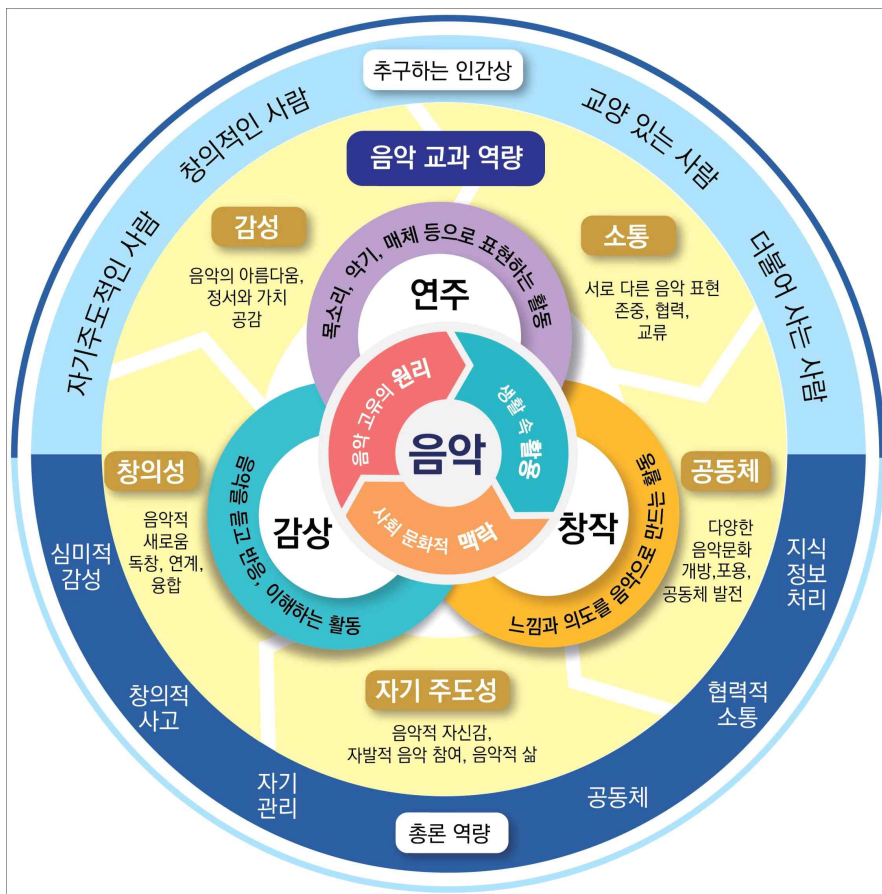 추구하는 인간상
자기주도적인 사람
창의적인 사람
교양 있는 사람
더불어 사는 사람
음악 교과 역량
감성
음악의 아름다움,
정서와 가치
공감
소통
서로 다른 음악 표현
존중, 협력,
교류
목소리, 악기, 매체 등으로 표현하는 활동
연주
음악 고유의 원리
생활 속 활용
음악
사회 문화적 맥락
창의성
음악적
새로움
독창, 연계,
융합
음악을 듣고 반응, 이해하는 활동
감상
창작
느낌과 의도를 음악으로 만드는 활동
공동체
다양한
음악문화
개방,포용,
공동체 발전
자기 주도성
음악적 자신감,
자발적 음악 참여, 음악적 삶
심미적
감성
창의적
사고
자기
관리
공동체
협력적
소통
지식
정보
처리
총론 역량